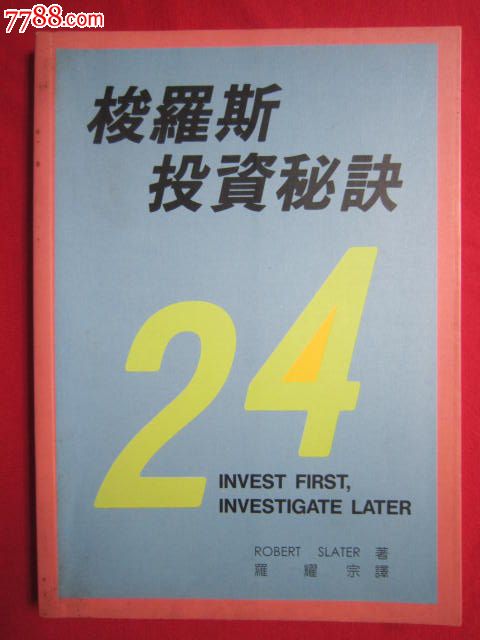 7788.com
梭羅斯
投資秘訣
24
INVEST FIRST,
INVESTIGATE LATER
ROBERT SLATER 著
羅耀宗譯